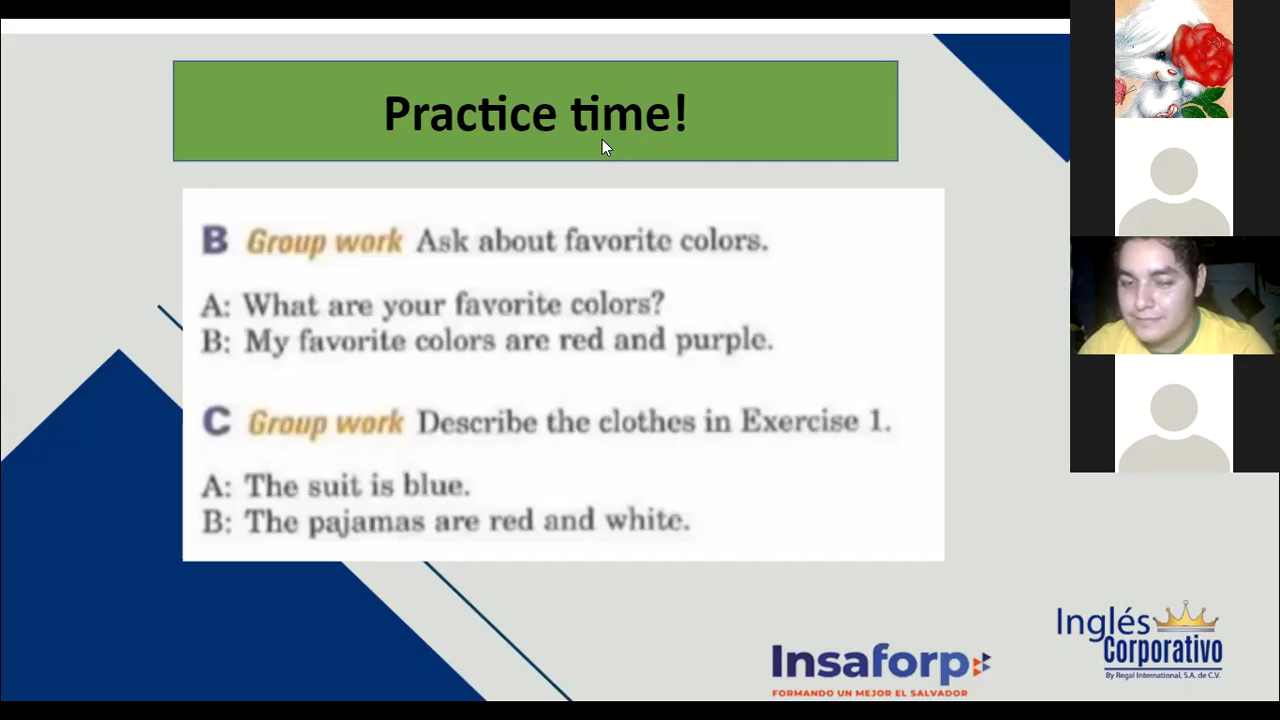 Practice time!
B Group work Ask about favorite colors.
A: What are your favorite colors?
B: My favorite colors are red and purple.
C Group work Describe the clothes in Exercise 1.
A: The suit is blue.
B: The pajamas are red and white.
Insaforp
FORMANDO UN MEJOR EL SALVADOR
Inglés
Corporativo
By Regal International, S.A. de C.V.